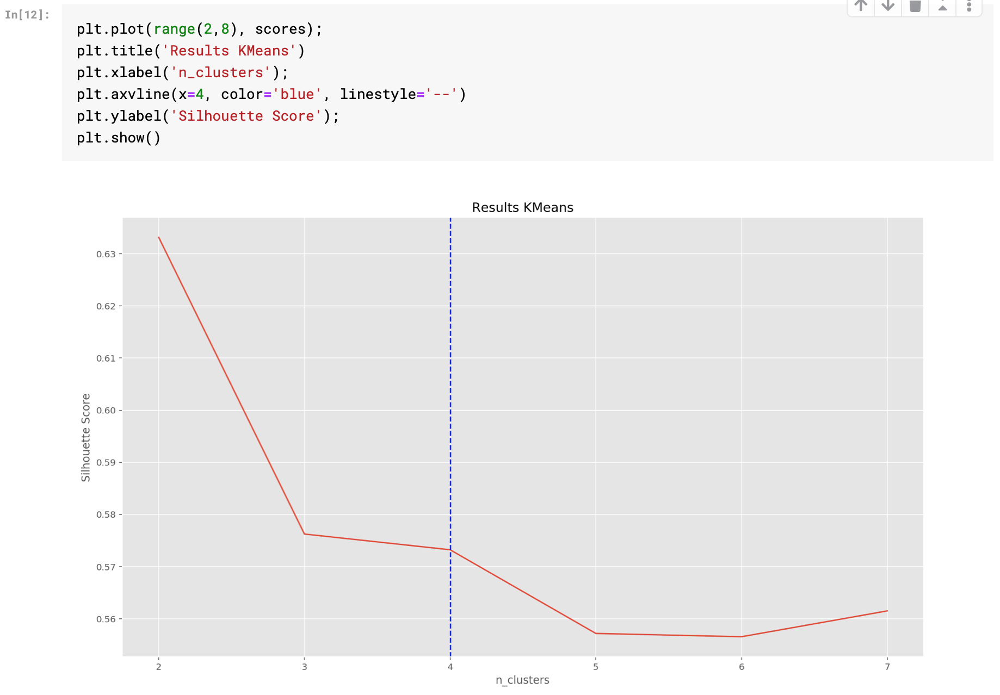 In[12]:
plt.plot(range(2,8), scores);
plt.title('Results KMeans')
plt.xlabel('n_clusters');
plt.axvline(x=4, color='blue', linestyle='--')
plt.ylabel('Silhouette Score');
plt.show()
Results KMeans
0.63
0.62
0.61
0.60
0.59
0.58
0.57
0.56
Silhouette Score
2 3 4 5 6 7
n_clusters